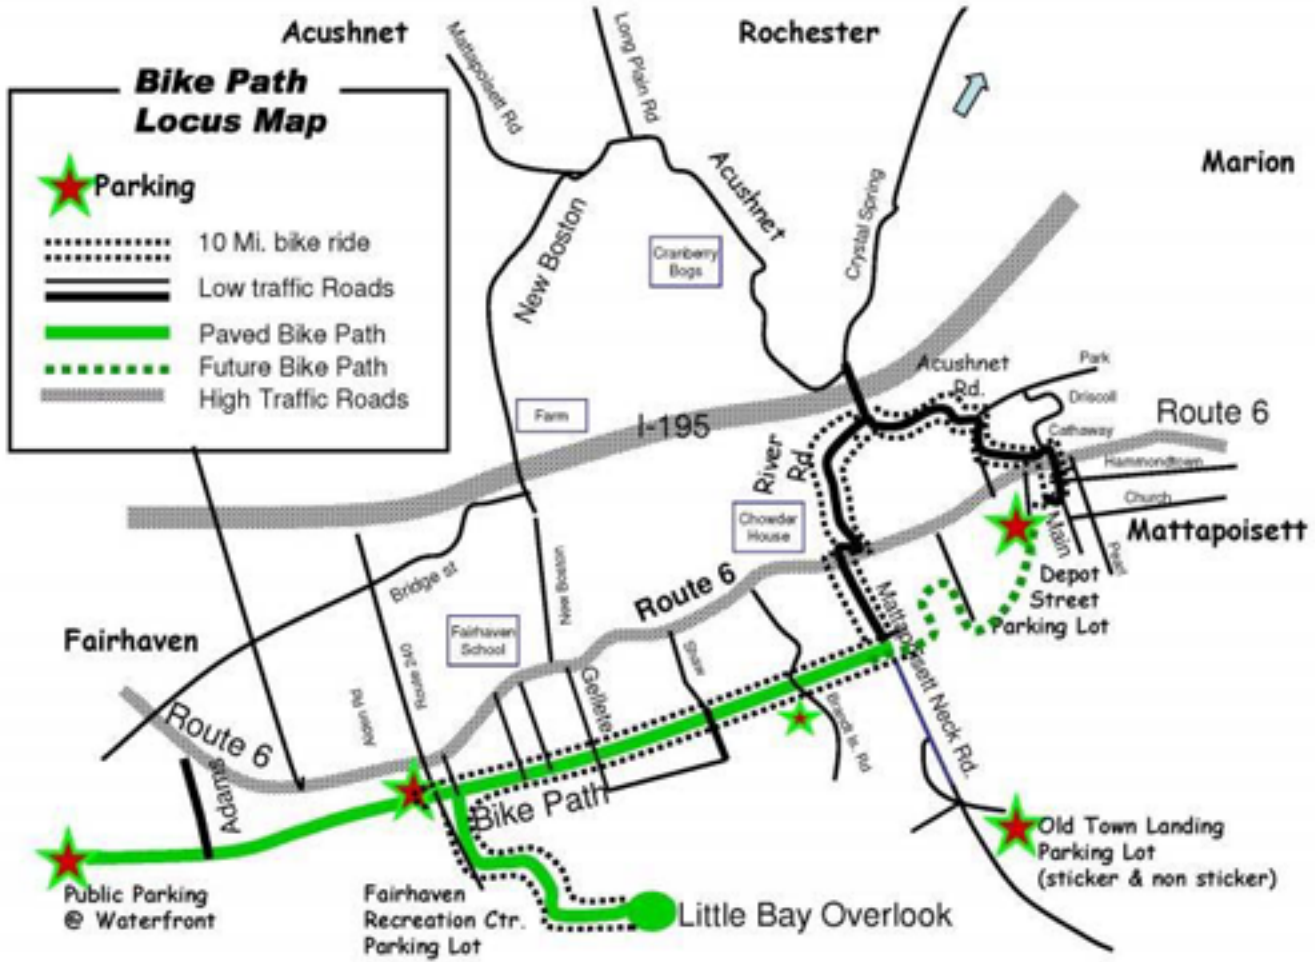 Acushnet
Rochester
Marion
Bike Path
Locus Map
Parking
10 Mi. bike ride
Low traffic Roads
Paved Bike Path
Future Bike Path
High Traffic Roads
Mattapoisett Rd
Long Plain Rd
Acushnet
Crystal Spring
New Boston
Cranberry
Bogs
Farm
I-195
Acushnet
Rd.
Park
Driscoll
Cathaway
Route 6
Hammondtown
Church
Mattapoisett
Pearl
Main
River
Rd
Chowder
House
Route 6
Bridge st
New Boston
Fairhaven
School
Fairhaven
Route 6
Route 240
Gellete
Shaw
Mattapoisett Neck Rd.
Brandt Is. Rd
Depot
Street
Parking Lot
Adams
Bike Path
Old Town Landing
Parking Lot
(sticker & non sticker)
Public Parking
@ Waterfront
Fairhaven
Recreation Ctr.
Parking Lot
Little Bay Overlook